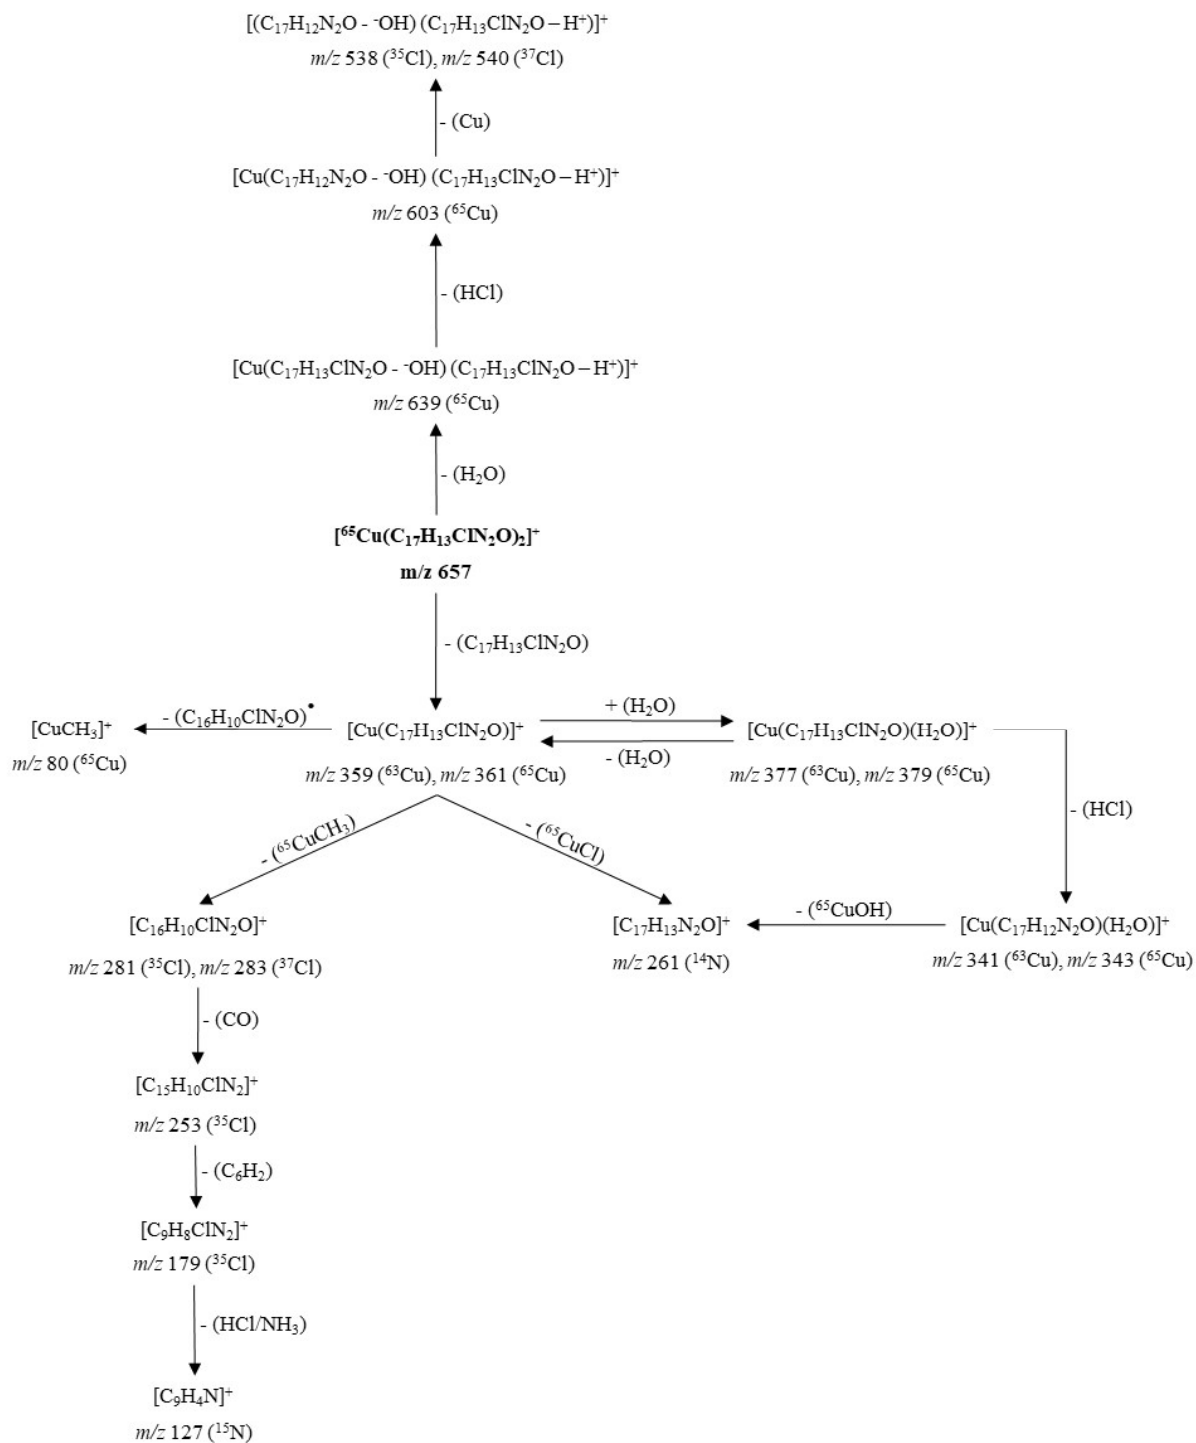 [(C₁₇H₁₂N₂O - ⁻OH) (C₁₇H₁₃ClN₂O – H⁺)]⁺
m/z 538 (³⁵Cl), m/z 540 (³⁷Cl)
- (Cu)
[Cu(C₁₇H₁₂N₂O - ⁻OH) (C₁₇H₁₃ClN₂O – H⁺)]⁺
m/z 603 (⁶⁵Cu)
- (HCl)
[Cu(C₁₇H₁₃ClN₂O - ⁻OH) (C₁₇H₁₃ClN₂O – H⁺)]⁺
m/z 639 (⁶⁵Cu)
- (H₂O)
[⁶⁵Cu(C₁₇H₁₃ClN₂O)₂]⁺
m/z 657
- (C₁₇H₁₃ClN₂O)
[CuCH₃]⁺
m/z 80 (⁶⁵Cu)
- (C₁₆H₁₀ClN₂O)•
[Cu(C₁₇H₁₃ClN₂O)]⁺
m/z 359 (⁶³Cu), m/z 361 (⁶⁵Cu)
+ (H₂O)
- (H₂O)
[Cu(C₁₇H₁₃ClN₂O)(H₂O)]⁺
m/z 377 (⁶³Cu), m/z 379 (⁶⁵Cu)
- (HCl)
- (⁶⁵CuCH₃)
- (⁶⁵CuCl)
[C₁₆H₁₀ClN₂O]⁺
m/z 281 (³⁵Cl), m/z 283 (³⁷Cl)
[C₁₇H₁₃N₂O]⁺
m/z 261 (¹⁴N)
- (⁶⁵CuOH)
[Cu(C₁₇H₁₂N₂O)(H₂O)]⁺
m/z 341 (⁶³Cu), m/z 343 (⁶⁵Cu)
- (CO)
[C₁₅H₁₀ClN₂]⁺
m/z 253 (³⁵Cl)
- (C₆H₂)
[C₉H₈ClN₂]⁺
m/z 179 (³⁵Cl)
- (HCl/NH₃)
[C₉H₄N]⁺
m/z 127 (¹⁵N)